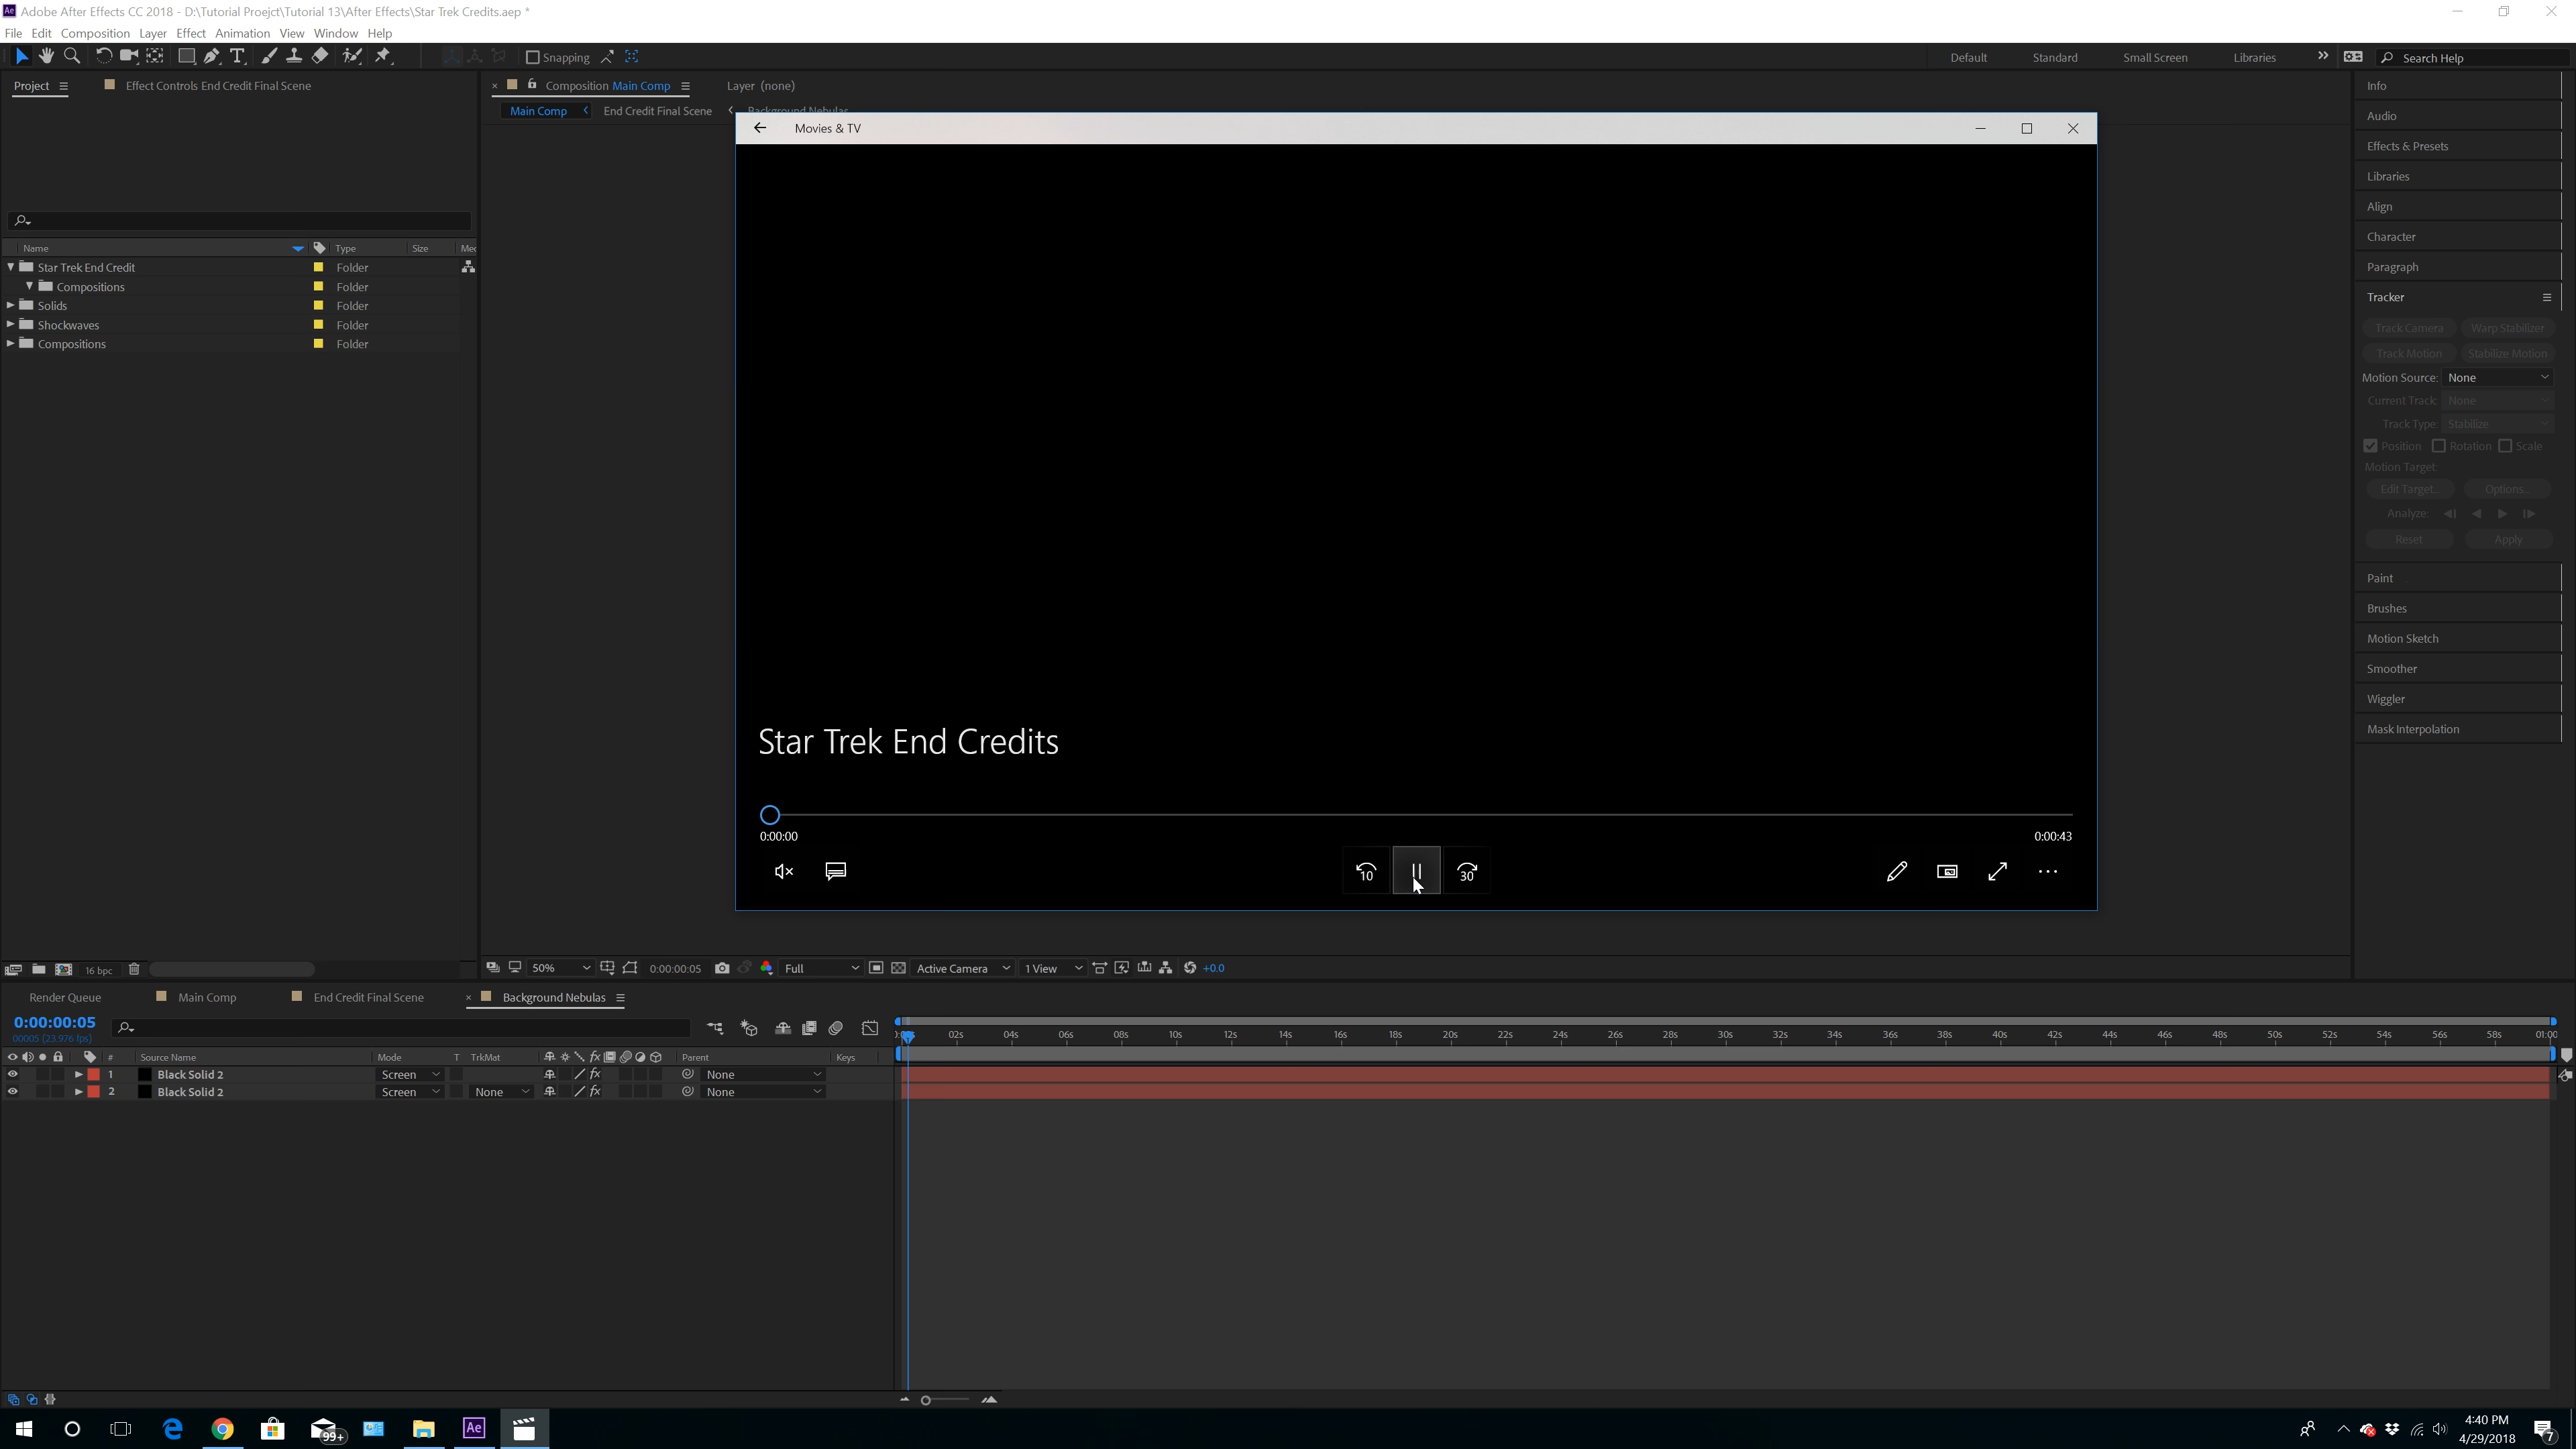 Ae Adobe After Effects CC 2018 - D:\Tutorial Proejct\Tutorial 13\After Effects\Star Trek Credits.aep *
File Edit Composition Layer Effect Animation View Window Help
T Snapping Default Standard Small Screen Libraries Search Help
Project Effect Controls End Credit Final Scene
Composition Main Comp Layer (none)
Main Comp End Credit Final Scene Background Nebulas
Movies & TV
Name Type Size Med
Star Trek End Credit Folder
Compositions Folder
Solids Folder
Shockwaves Folder
Compositions Folder
Star Trek End Credits
0:00:00 0:00:43
10 30
Info
Audio
Effects & Presets
Libraries
Align
Character
Paragraph
Tracker
Track Camera Warp Stabilizer
Track Motion Stabilize Motion
Motion Source: None
Current Track: None
Track Type: Stabilize
Position Rotation Scale
Motion Target:
Edit Target... Options...
Analyze:
Reset Apply
Paint
Brushes
Motion Sketch
Smoother
Wiggler
Mask Interpolation
16 bpc
50% 0:00:00:05 Full Active Camera 1 View +0.0
Render Queue Main Comp End Credit Final Scene Background Nebulas
0:00:00:05
00005 (23.976 fps)
02s 04s 06s 08s 10s 12s 14s 16s 18s 20s 22s 24s 26s 28s 30s 32s 34s 36s 38s 40s 42s 44s 46s 48s 50s 52s 54s 56s 58s 01:00
# Source Name Mode T TrkMat fx Parent Keys
1 Black Solid 2 Screen fx None
2 Black Solid 2 Screen None fx None
99+ Ae
4:40 PM
4/29/2018
7